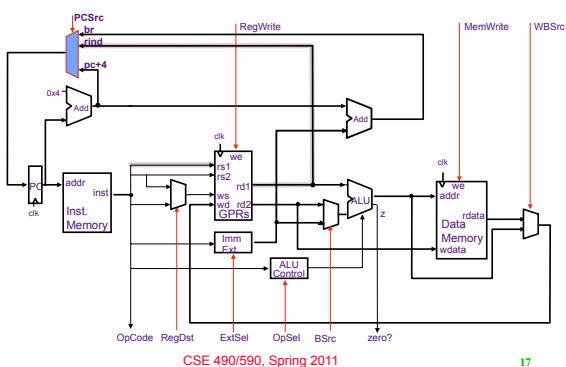 PCSrc
br
rind
pc+4
RegWrite
MemWrite
WBSrc
0x4
Add
Add
clk
we
rs1
rs2
rd1
ws
wd
rd2
GPRs
clk
we
addr
rdata
Data
Memory
wdata
PC
clk
addr
inst
Inst.
Memory
ALU
z
Imm
Ext
ALU
Control
OpCode
RegDst
ExtSel
OpSel
BSrc
zero?
CSE 490/590, Spring 2011
17